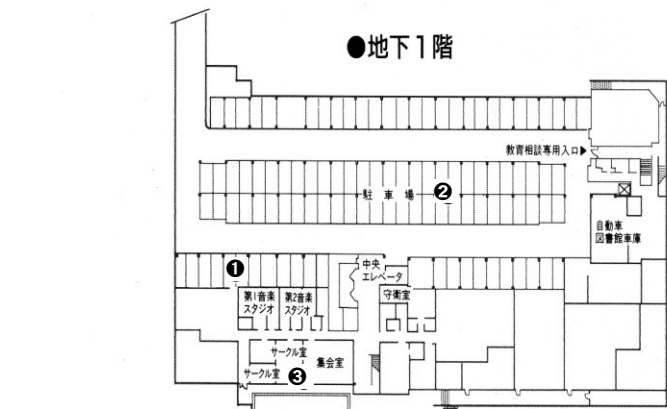 ●地下1階
教育相談専用入口▶
駐車場 ❷
自動車
図書館車庫
❶
中央
エレベータ
守衛室
第1音楽
スタジオ
第2音楽
スタジオ
サークル室
集会室
サークル室 ❸